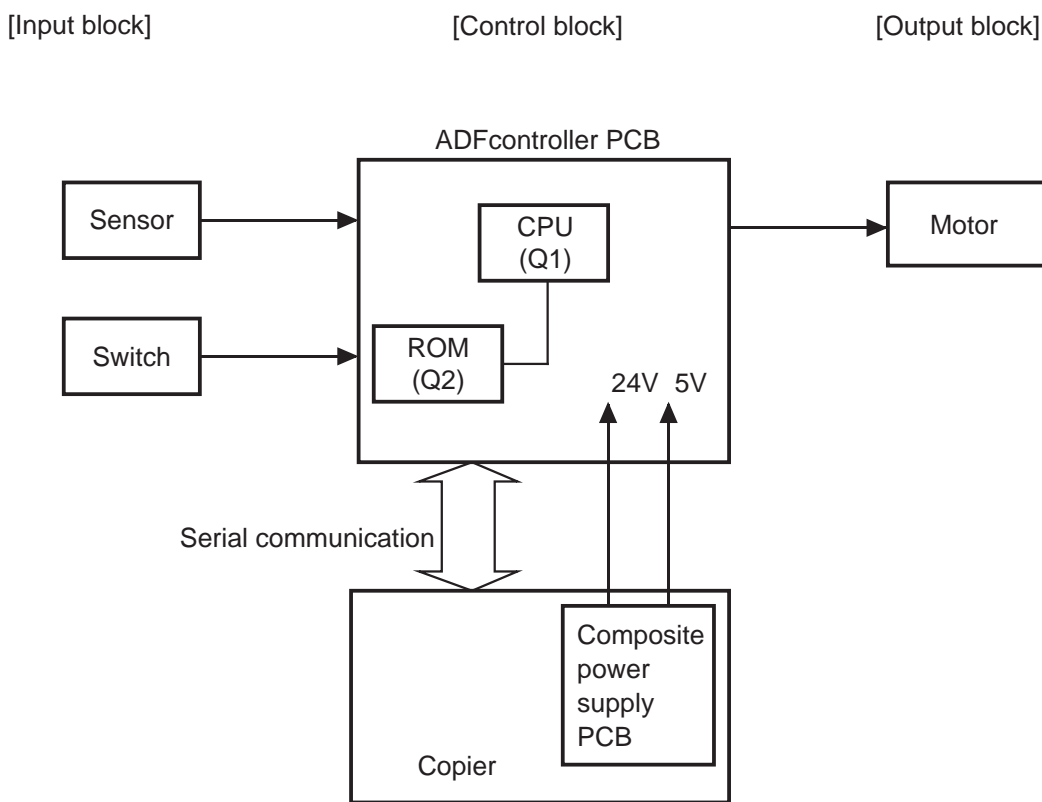 [Input block]
[Control block]
[Output block]
ADFcontroller PCB
Sensor
CPU
(Q1)
Motor
Switch
ROM
(Q2)
24V 5V
Serial communication
Composite
power
supply
PCB
Copier